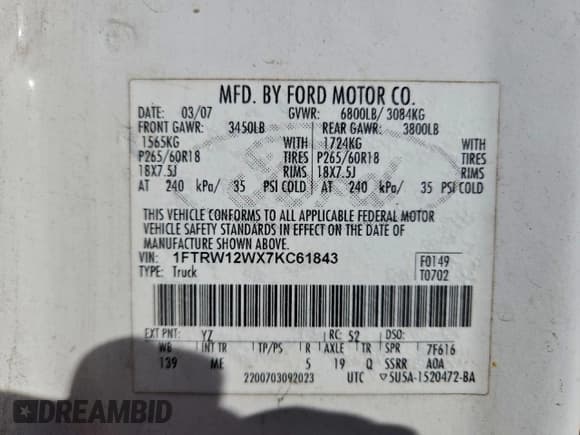 MFD. BY FORD MOTOR CO.
DATE: 03/07 GVWR: 6800LB/ 3084KG
FRONT GAWR: 3450LB REAR GAWR: 3800LB
1565KG WITH 1724KG WITH
P265/60R18 TIRES P265/60R18 TIRES
18X7.5J RIMS 18X7.5J RIMS
AT 240 kPa/ 35 PSI COLD AT 240 kPa/ 35 PSI COLD
THIS VEHICLE CONFORMS TO ALL APPLICABLE FEDERAL MOTOR
VEHICLE SAFETY STANDARDS IN EFFECT ON THE DATE OF
MANUFACTURE SHOWN ABOVE.
VIN: 1FTRW12WX7KC61843 F0149
TYPE: Truck T0702
EXT PNT: YZ RC: 52 DSO:
WB INT TR TP/PS R AXLE TR SPR 7F616
139 ME 5 19 Q SSRR A0A
2200703092023 UTC ▽5U5A-1520472-BA
DREAMBID